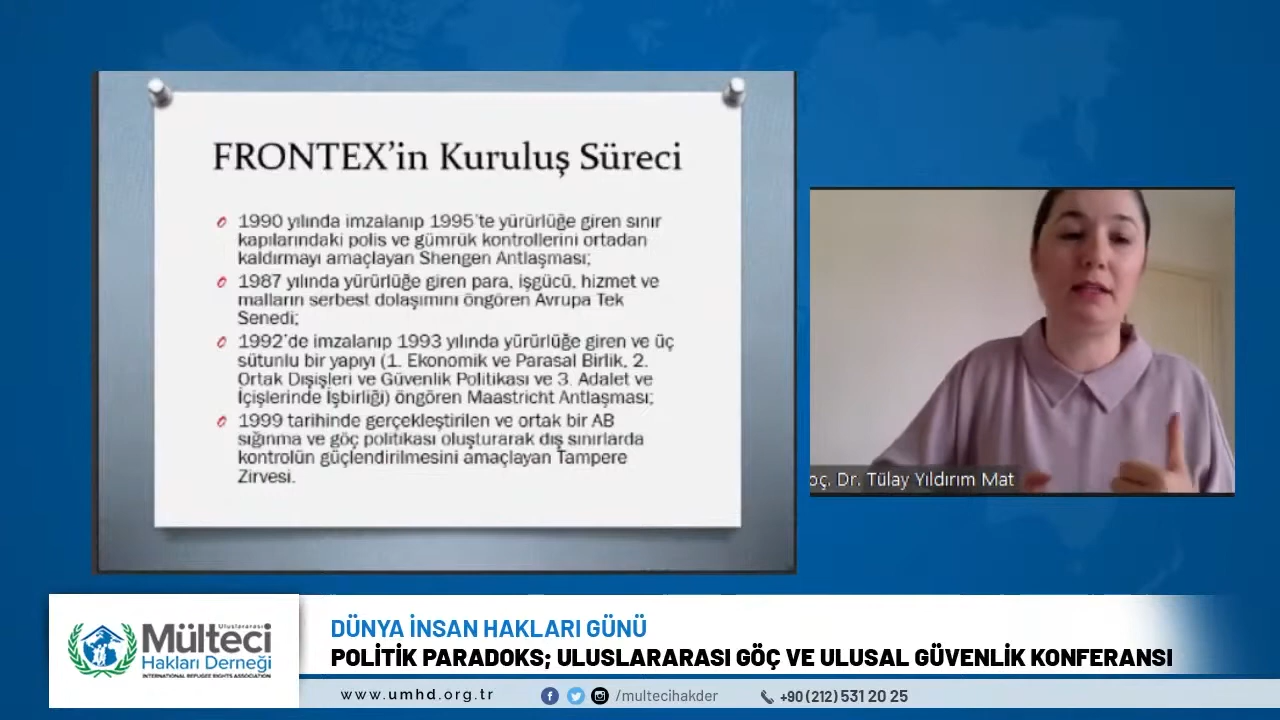 FRONTEX’in Kuruluş Süreci
1990 yılında imzalanıp 1995’te yürürlüğe giren sınır
kapılarındaki polis ve gümrük kontrollerini ortadan
kaldırmayı amaçlayan Shengen Antlaşması;
1987 yılında yürürlüğe giren para, işgücü, hizmet ve
malların serbest dolaşımını öngören Avrupa Tek
Senedi;
1992’de imzalanıp 1993 yılında yürürlüğe giren ve üç
sütunlu bir yapıyı (1. Ekonomik ve Parasal Birlik, 2.
Ortak Dışişleri ve Güvenlik Politikası ve 3. Adalet ve
İçişlerinde İşbirliği) öngören Maastricht Antlaşması;
1999 tarihinde gerçekleştirilen ve ortak bir AB
sığınma ve göç politikası oluşturarak dış sınırlarda
kontrolün güçlendirilmesini amaçlayan Tampere
Zirvesi.
oç. Dr. Tülay Yıldırım Mat
Uluslararası
Mülteci
Hakları Derneği
INTERNATIONAL REFUGEE RIGHTS ASSOCIATION
DÜNYA İNSAN HAKLARI GÜNÜ
POLİTİK PARADOKS; ULUSLARARASI GÖÇ VE ULUSAL GÜVENLİK KONFERANSI
www.umhd.org.tr
/multecihakder
+90 (212) 531 20 25